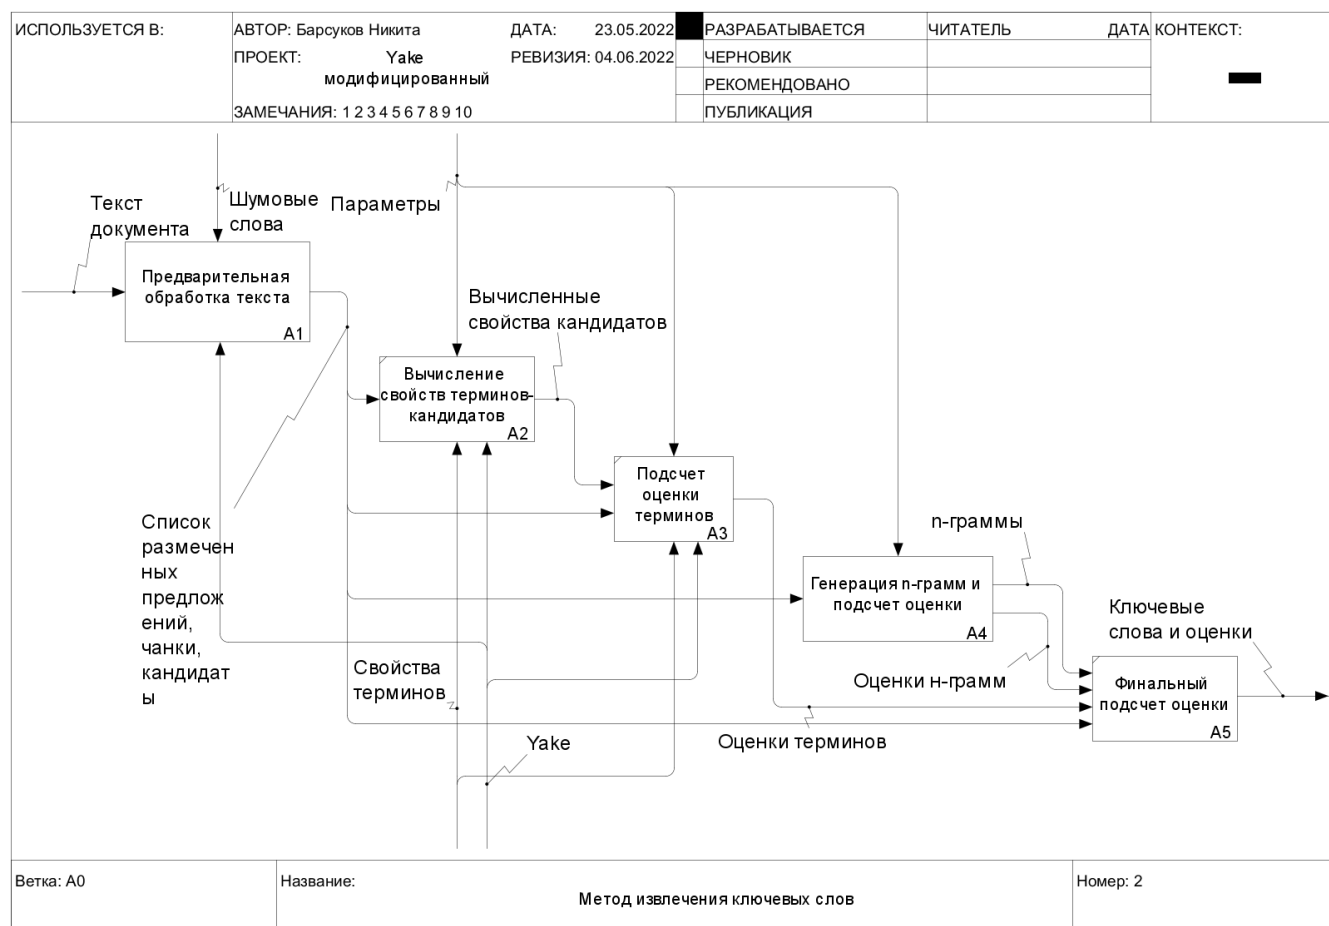 ИСПОЛЬЗУЕТСЯ В:
АВТОР: Барсуков Никита
ДАТА: 23.05.2022
ПРОЕКТ: Yake
модифицированный
РЕВИЗИЯ: 04.06.2022
ЗАМЕЧАНИЯ: 1 2 3 4 5 6 7 8 9 10
РАЗРАБАТЫВАЕТСЯ
ЧЕРНОВИК
РЕКОМЕНДОВАНО
ПУБЛИКАЦИЯ
ЧИТАТЕЛЬ
ДАТА
КОНТЕКСТ:
Текст
документа
Шумовые
слова
Параметры
Предварительная
обработка текста
A1
Вычисленные
свойства кандидатов
Вычисление
свойств терминов-
кандидатов
A2
Подсчет
оценки
терминов
A3
n-граммы
Генерация n-грамм и
подсчет оценки
A4
Ключевые
слова и оценки
Список
размечен
ных
предлож
ений,
чанки,
кандидат
ы
Свойства
терминов
Оценки н-грамм
Финальный
подсчет оценки
A5
Yake
Оценки терминов
Ветка: A0
Название:
Метод извлечения ключевых слов
Номер: 2